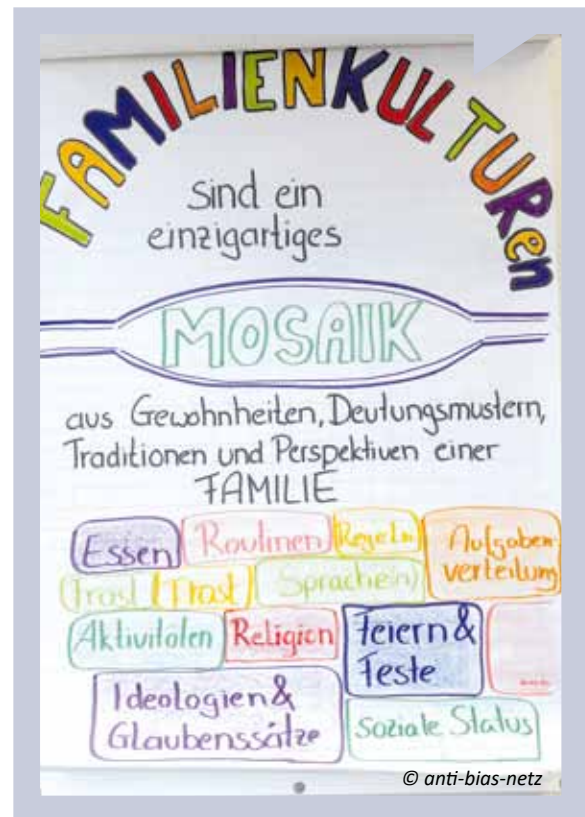 FAMILIENKULTURen
sind ein
einzigartiges
MOSAIK
aus Gewohnheiten, Deutungsmustern,
Traditionen und Perspektiven einer
FAMILIE
Essen Routinen Regeln Aufgaben-
verteilung
Trost Trost Sprache(n)
Aktivitäten Religion Feiern &
Feste
Ideologien &
Glaubenssätze
Soziale Status
© anti-bias-netz